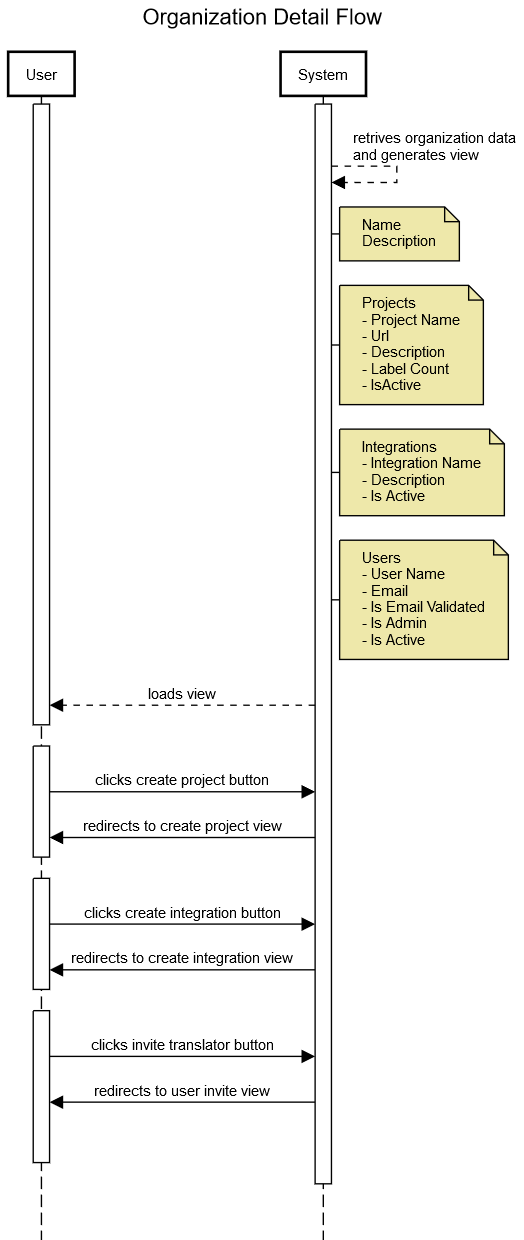 Organization Detail Flow
User
System
retrives organization data
and generates view
Name
Description
Projects
- Project Name
- Url
- Description
- Label Count
- IsActive
Integrations
- Integration Name
- Description
- Is Active
Users
- User Name
- Email
- Is Email Validated
- Is Admin
- Is Active
loads view
clicks create project button
redirects to create project view
clicks create integration button
redirects to create integration view
clicks invite translator button
redirects to user invite view